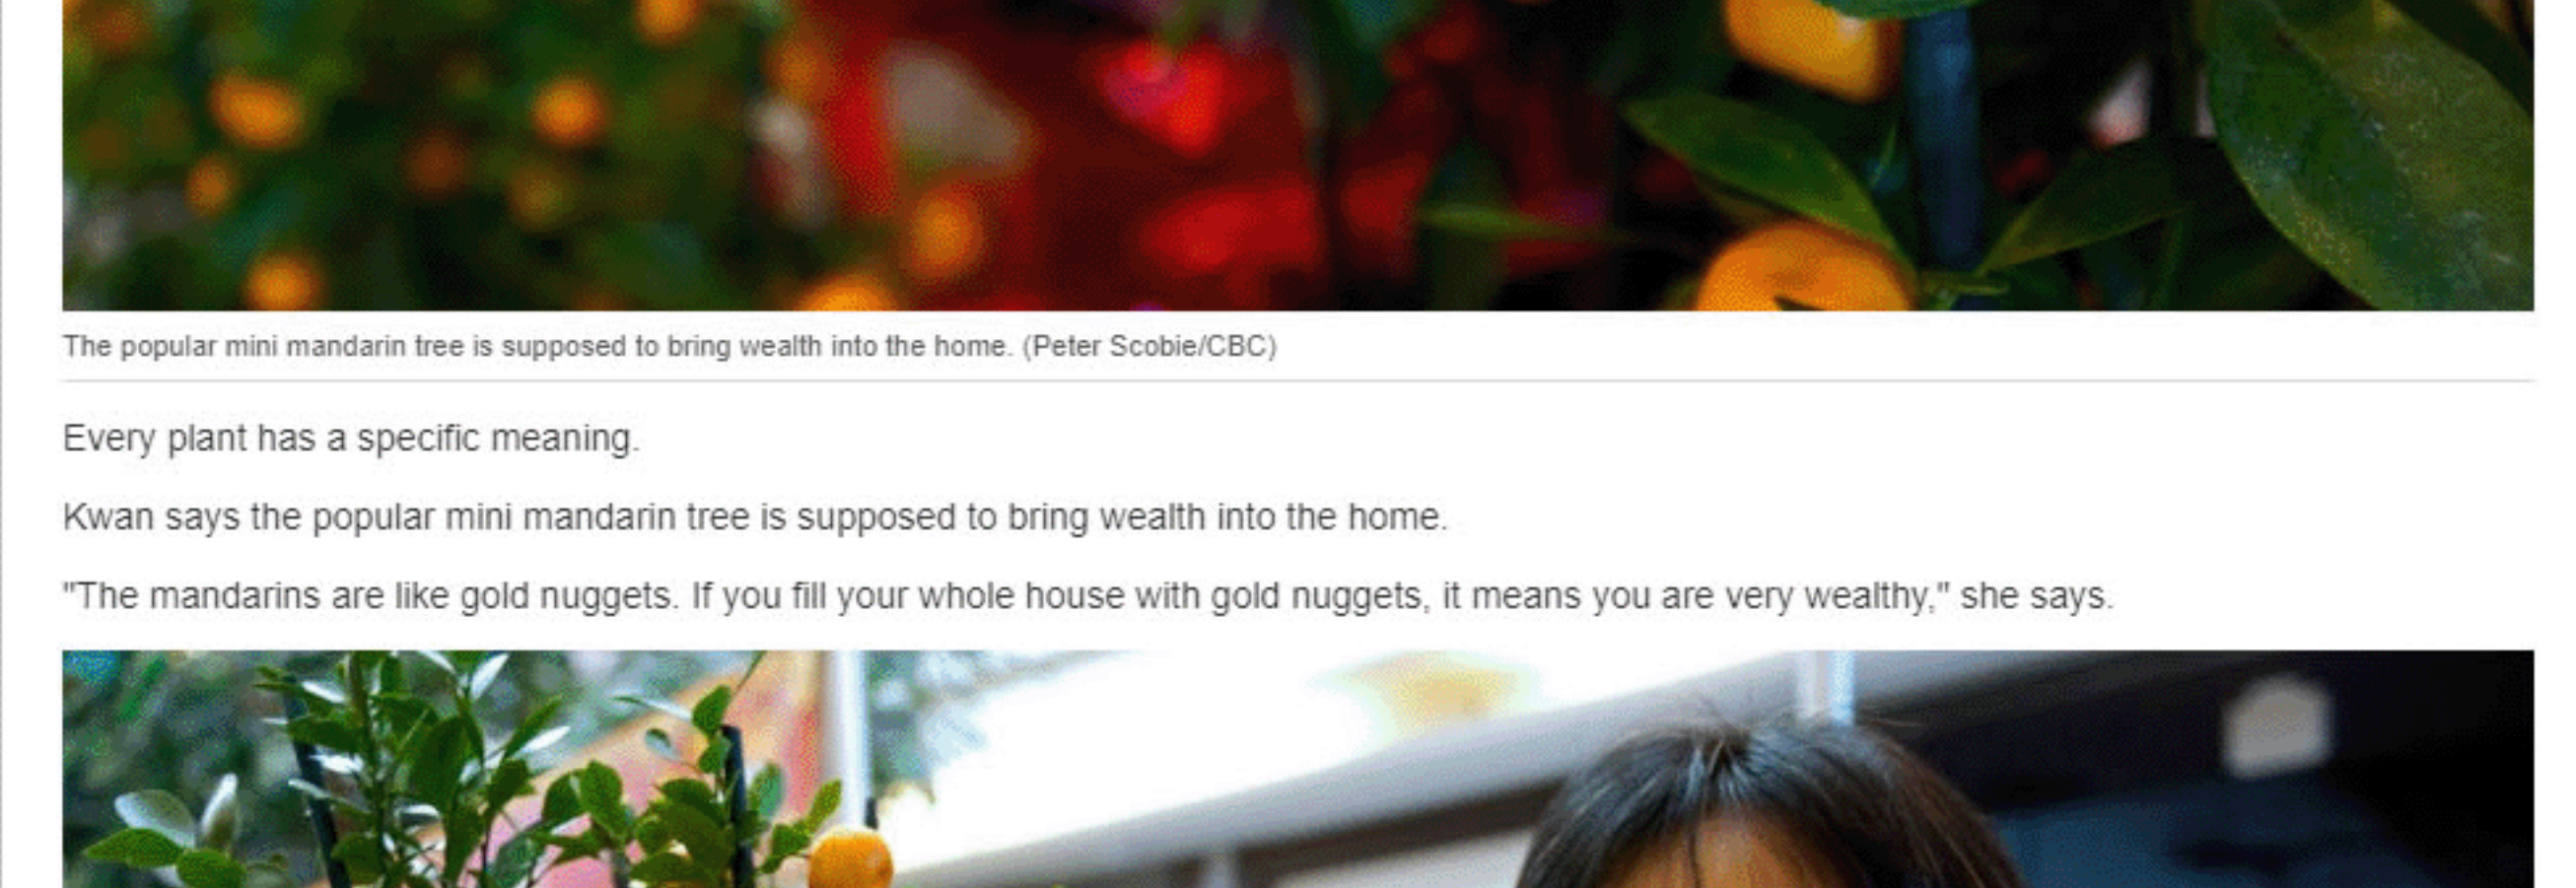 The popular mini mandarin tree is supposed to bring wealth into the home. (Peter Scobie/CBC)
Every plant has a specific meaning.
Kwan says the popular mini mandarin tree is supposed to bring wealth into the home.
"The mandarins are like gold nuggets. If you fill your whole house with gold nuggets, it means you are very wealthy," she says.